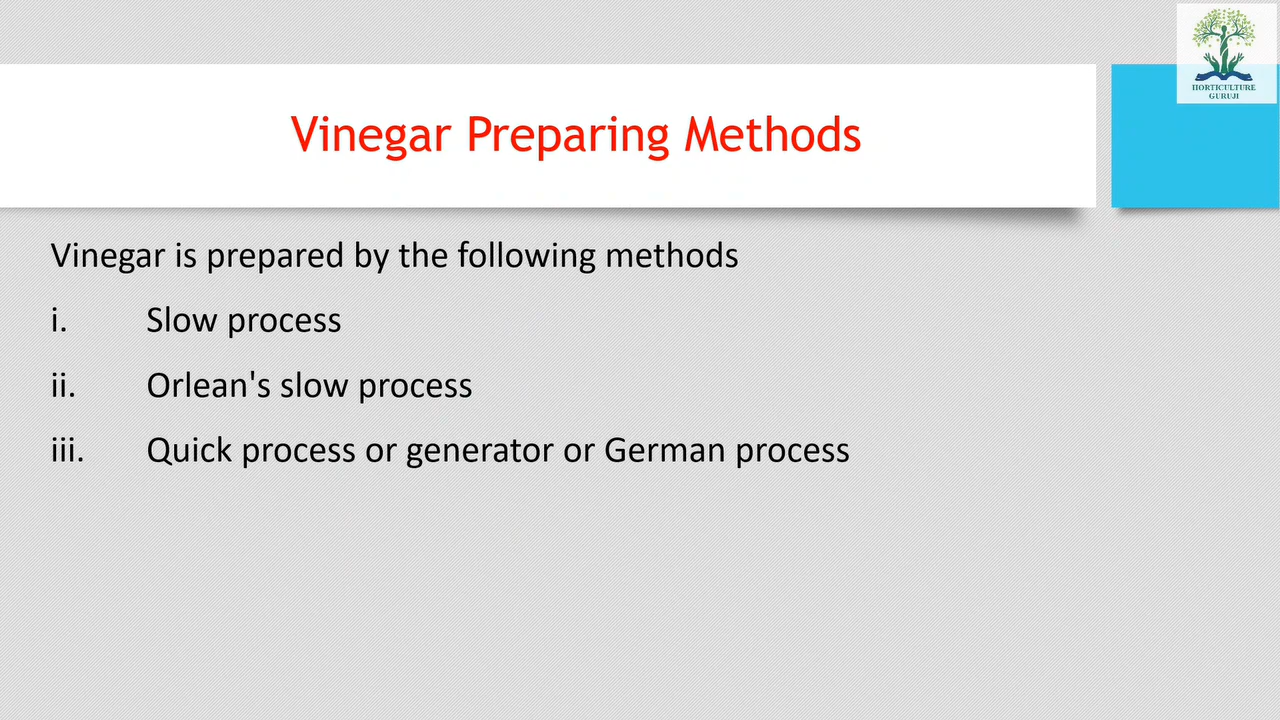 HORTICULTURE
GURUJI
Vinegar Preparing Methods
Vinegar is prepared by the following methods
i. Slow process
ii. Orlean's slow process
iii. Quick process or generator or German process